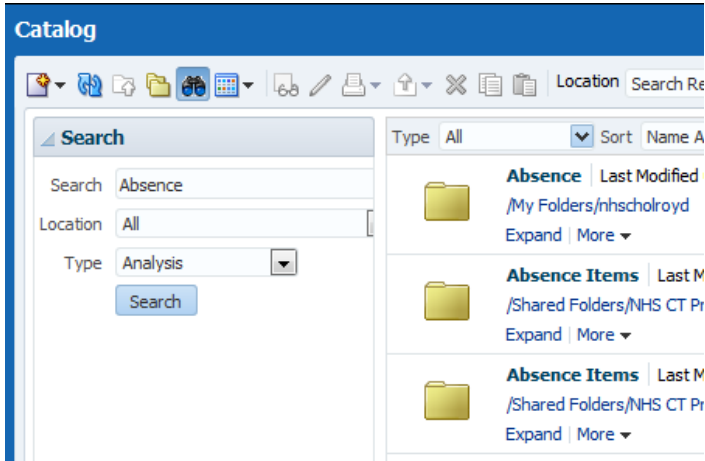 Catalog
Location Search Re
Search
Search Absence
Location All
Type Analysis
Search
Type All Sort Name A
Absence Last Modified
/My Folders/nhscholroyd
Expand More
Absence Items Last M
/Shared Folders/NHS CT Pr
Expand More
Absence Items Last M
/Shared Folders/NHS CT Pr
Expand More